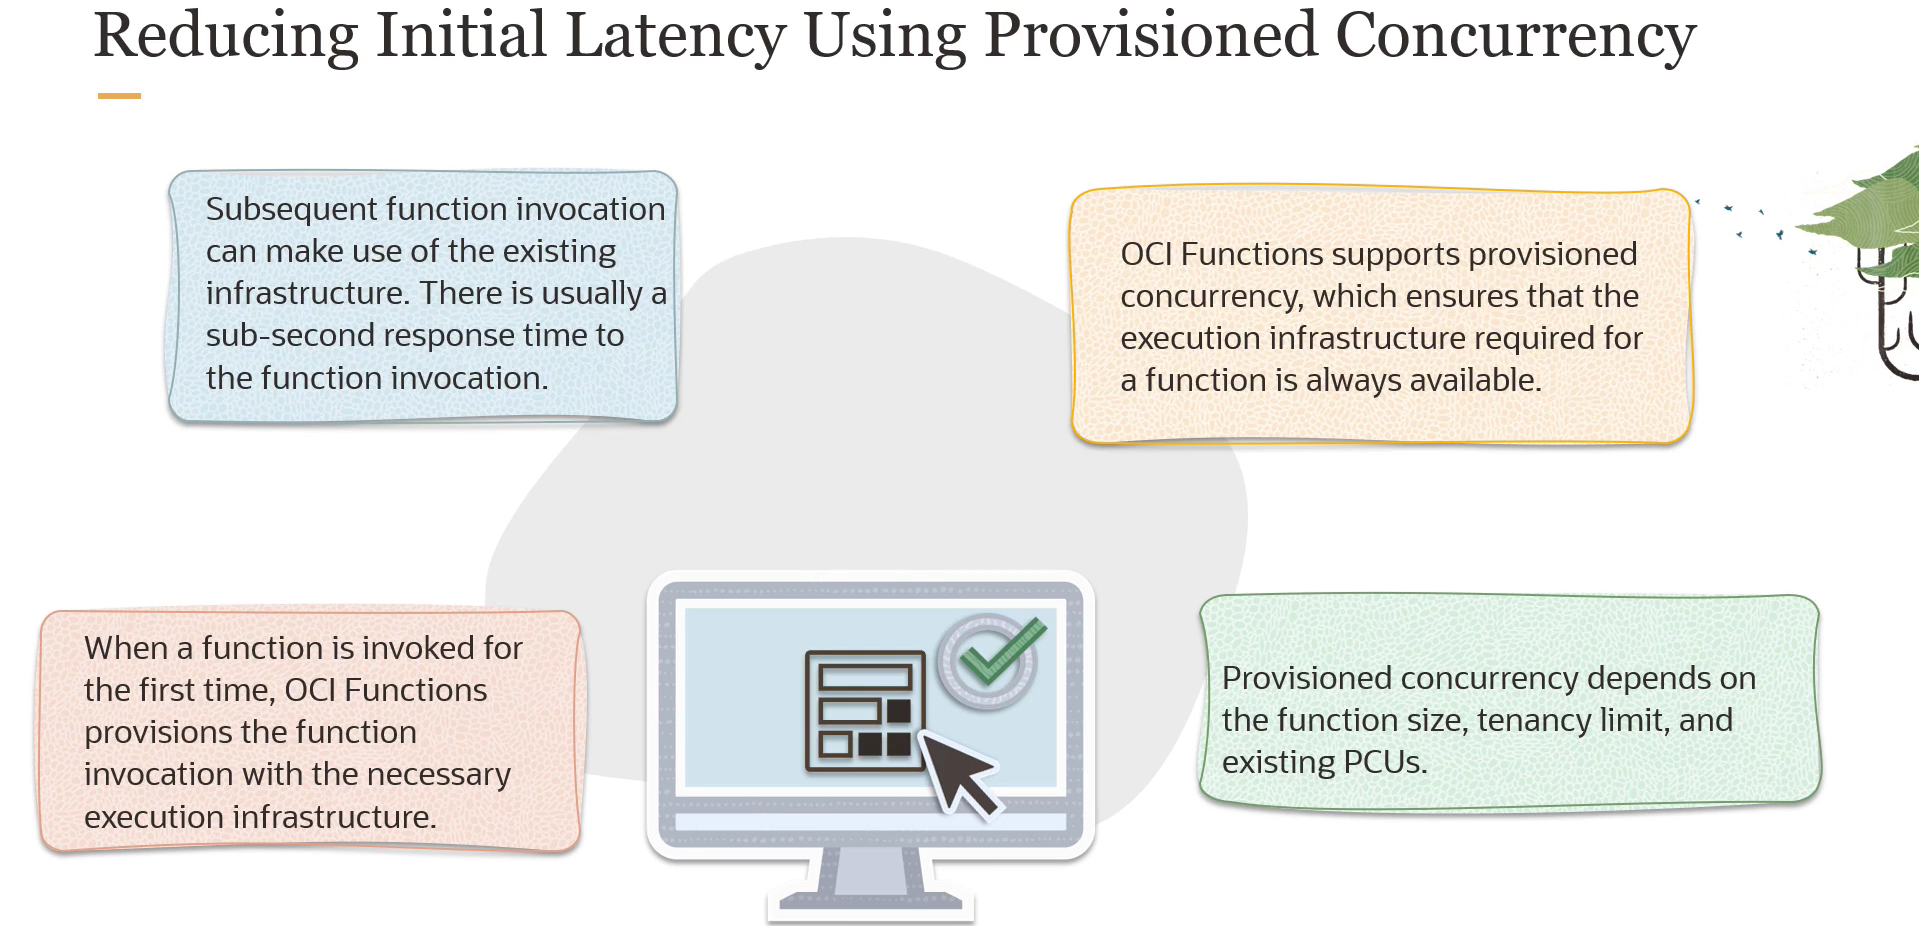 Reducing Initial Latency Using Provisioned Concurrency
Subsequent function invocation
can make use of the existing
infrastructure. There is usually a
sub-second response time to
the function invocation.
OCI Functions supports provisioned
concurrency, which ensures that the
execution infrastructure required for
a function is always available.
When a function is invoked for
the first time, OCI Functions
provisions the function
invocation with the necessary
execution infrastructure.
Provisioned concurrency depends on
the function size, tenancy limit, and
existing PCUs.